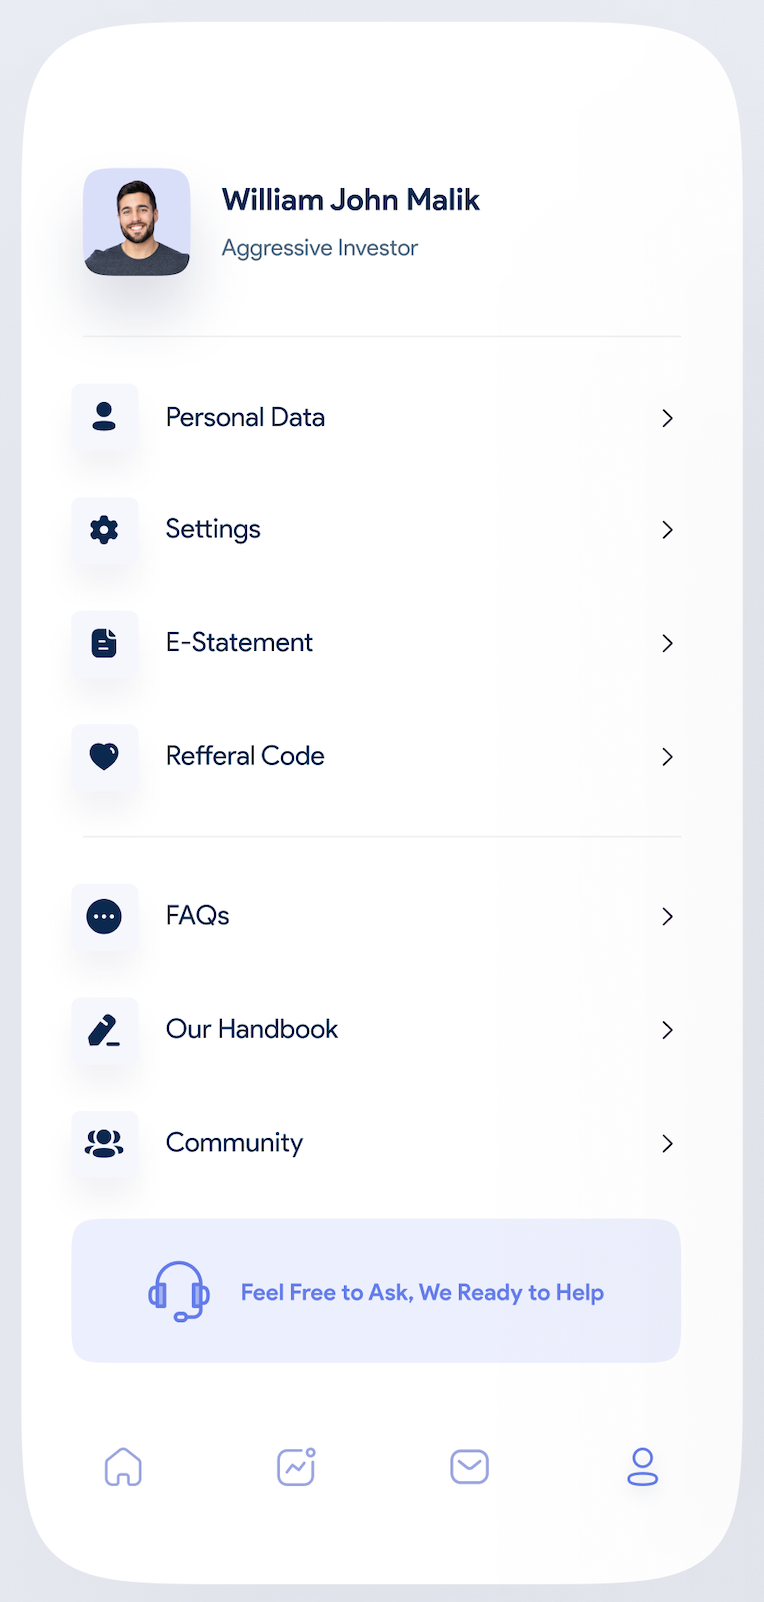 William John Malik
Aggressive Investor
Personal Data
Settings
E-Statement
Refferal Code
FAQs
Our Handbook
Community
Feel Free to Ask, We Ready to Help